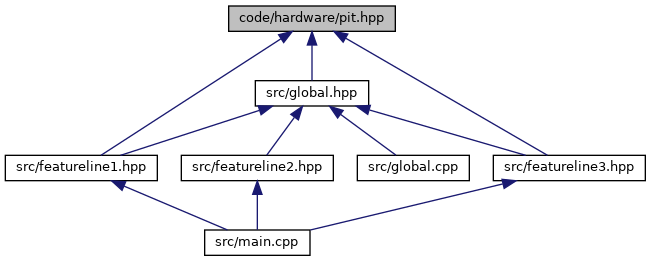 code/hardware/pit.hpp
src/global.hpp
src/featureline1.hpp
src/featureline2.hpp
src/global.cpp
src/featureline3.hpp
src/main.cpp